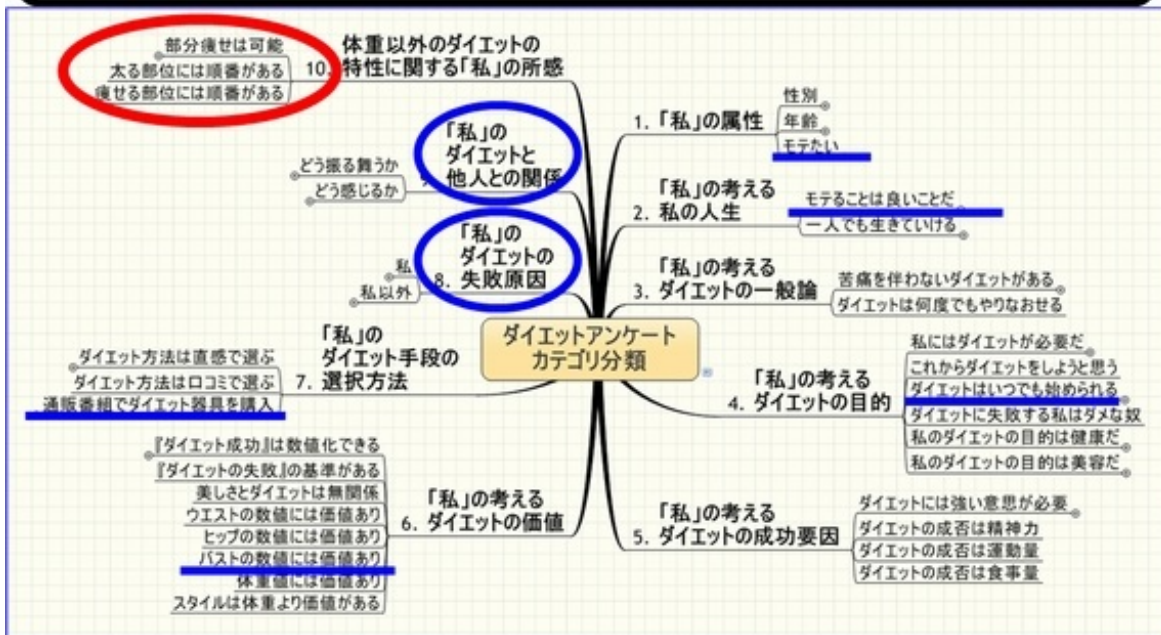 ダイエットアンケート
カテゴリ分類
1. 「私」の属性
性別
年齢
モテたい
「私」の考える
2. 私の人生
モテることは良いことだ
一人でも生きていける
「私」の考える
3. ダイエットの一般論
苦痛を伴わないダイエットがある
ダイエットは何度でもやりなおせる
「私」の考える
4. ダイエットの目的
私にはダイエットが必要だ
これからダイエットをしようと思う
ダイエットはいつでも始められる
ダイエットに失敗する私はダメな奴
私のダイエットの目的は健康だ
私のダイエットの目的は美容だ
「私」の考える
5. ダイエットの成功要因
ダイエットには強い意思が必要
ダイエットの成否は精神力
ダイエットの成否は運動量
ダイエットの成否は食事量
「私」の考える
6. ダイエットの価値
『ダイエット成功』は数値化できる
『ダイエットの失敗』の基準がある
美しさとダイエットは無関係
ウエストの数値には価値あり
ヒップの数値には価値あり
バストの数値には価値あり
体重値には価値あり
スタイルは体重より価値がある
「私」の
ダイエット手段の
7. 選択方法
ダイエット方法は直感で選ぶ
ダイエット方法は口コミで選ぶ
通販番組でダイエット器具を購入
「私」の
ダイエットの
8. 失敗原因
私
私以外
「私」の
ダイエットと
他人との関係
どう振る舞うか
どう感じるか
体重以外のダイエットの
10. 特性に関する「私」の所感
部分痩せは可能
太る部位には順番がある
痩せる部位には順番がある